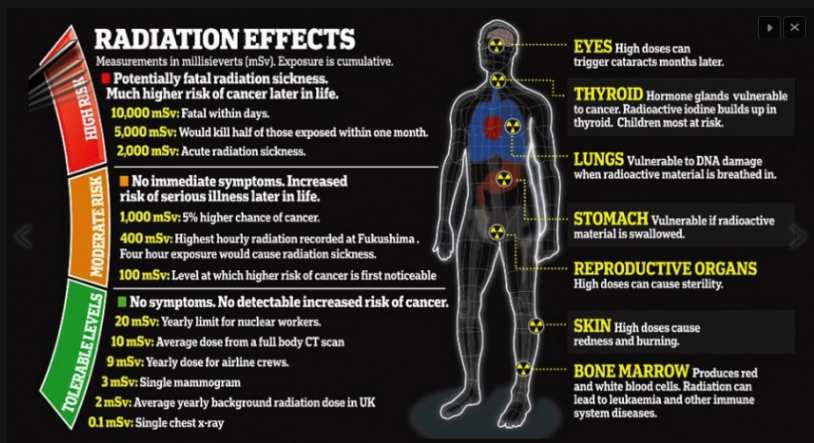 RADIATION EFFECTS
Measurements in millisieverts (mSv). Exposure is cumulative.
HIGH RISK
Potentially fatal radiation sickness.
Much higher risk of cancer later in life.
10,000 mSv: Fatal within days.
5,000 mSv: Would kill half of those exposed within one month.
2,000 mSv: Acute radiation sickness.
MODERATE RISK
No immediate symptoms. Increased
risk of serious illness later in life.
1,000 mSv: 5% higher chance of cancer.
400 mSv: Highest hourly radiation recorded at Fukushima.
Four hour exposure would cause radiation sickness.
100 mSv: Level at which higher risk of cancer is first noticeable
TOLERABLE LEVELS
No symptoms. No detectable increased risk of cancer.
20 mSv: Yearly limit for nuclear workers.
10 mSv: Average dose from a full body CT scan
9 mSv: Yearly dose for airline crews.
3 mSv: Single mammogram
2 mSv: Average yearly background radiation dose in UK
0.1 mSv: Single chest x-ray
EYES High doses can
trigger cataracts months later.
THYROID Hormone glands vulnerable
to cancer. Radioactive iodine builds up in
thyroid. Children most at risk.
LUNGS Vulnerable to DNA damage
when radioactive material is breathed in.
STOMACH Vulnerable if radioactive
material is swallowed.
REPRODUCTIVE ORGANS
High doses can cause sterility.
SKIN High doses cause
redness and burning.
BONE MARROW Produces red
and white blood cells. Radiation can
lead to leukaemia and other immune
system diseases.